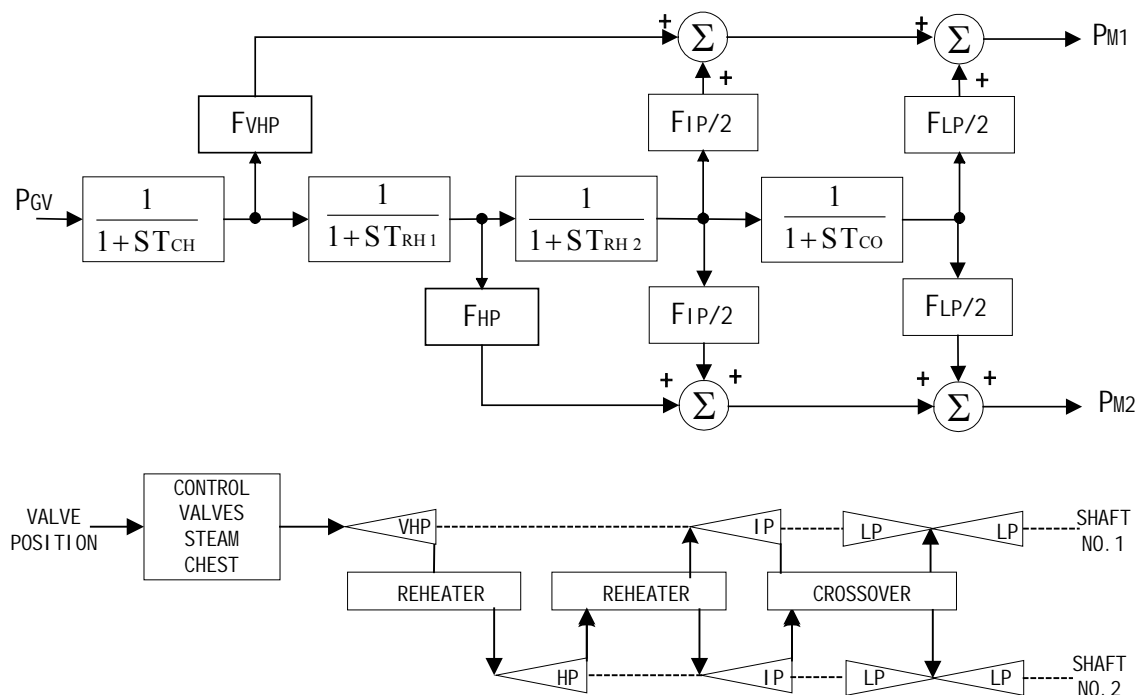 + Σ + Σ PM1
+ +
FVHP FIP/2 FLP/2
PGV 1 1 1 1
1+STCH 1+STRH1 1+STRH2 1+STCO
FHP FIP/2 FLP/2
+ + + +
Σ Σ PM2
VALVE POSITION
CONTROL VALVES STEAM CHEST
VHP IP LP LP SHAFT NO.1
REHEATER REHEATER CROSSOVER
HP IP LP LP SHAFT NO.2